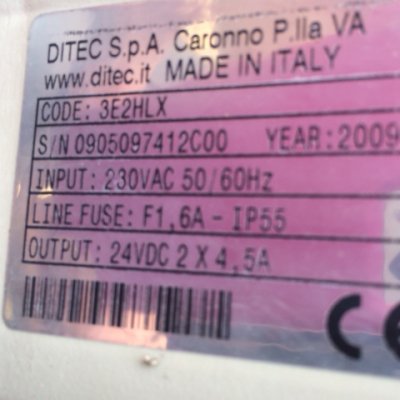 DITEC S.p.A. Caronno P.lla VA
www.ditec.it MADE IN ITALY
CODE: 3E2HLX
S/N 0905097412C00 YEAR: 2009
INPUT: 230VAC 50/60Hz
LINE FUSE: F1,6A - IP55
OUTPUT: 24VDC 2 X 4,5A
CE